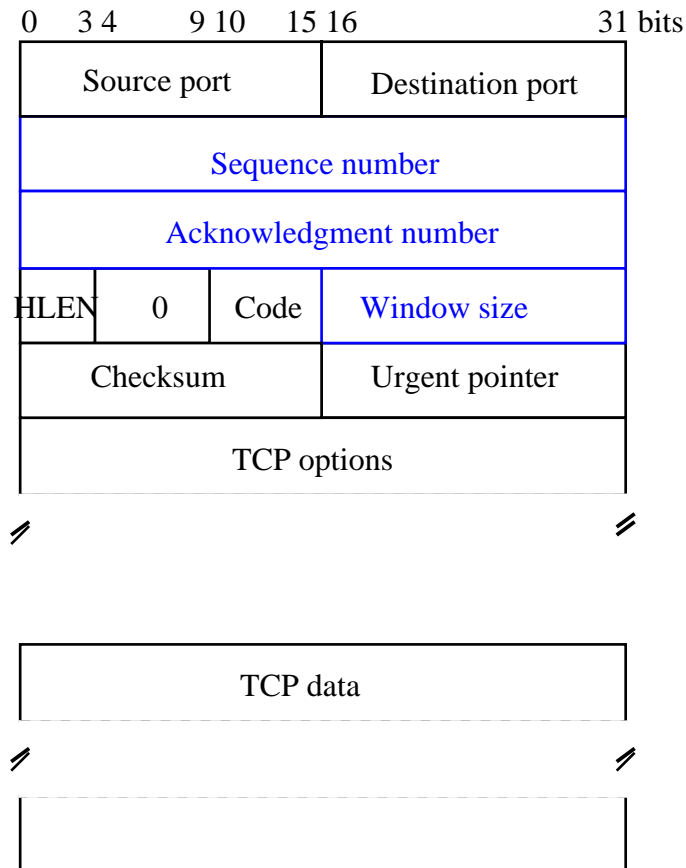 0 3 4 9 10 15 16 31 bits
Source port Destination port
Sequence number
Acknowledgment number
HLEN 0 Code Window size
Checksum Urgent pointer
TCP options
TCP data